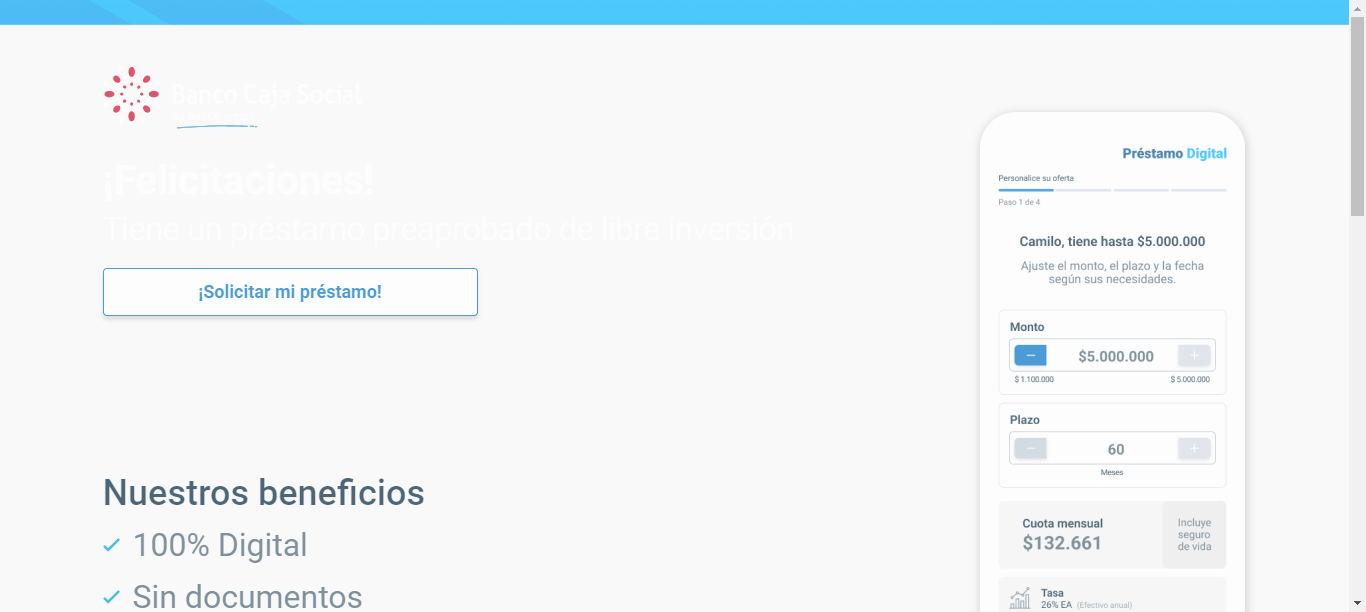 Banco Caja Social
¡Felicitaciones!
Tiene un préstamo preaprobado de libre inversión
¡Solicitar mi préstamo!
Nuestros beneficios
100% Digital
Sin documentos
Préstamo Digital
Personalice su oferta
Paso 1 de 4
Camilo, tiene hasta $5.000.000
Ajuste el monto, el plazo y la fecha
según sus necesidades.
Monto
− $5.000.000 +
$ 1.100.000 $ 5.000.000
Plazo
− 60 +
Meses
Cuota mensual
$132.661
Incluye
seguro
de vida
Tasa
26% EA (Efectivo anual)